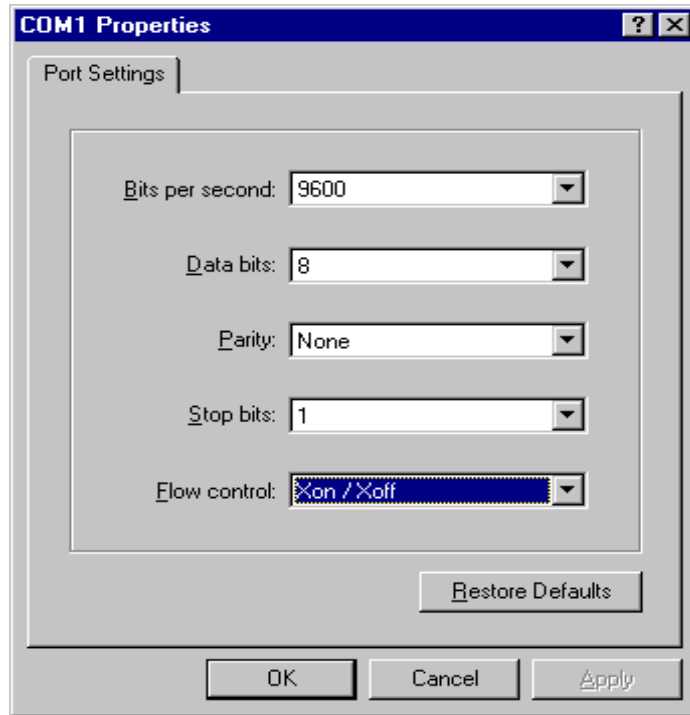 COM1 Properties
Port Settings
Bits per second: 9600
Data bits: 8
Parity: None
Stop bits: 1
Flow control: Xon / Xoff
Restore Defaults
OK Cancel Apply